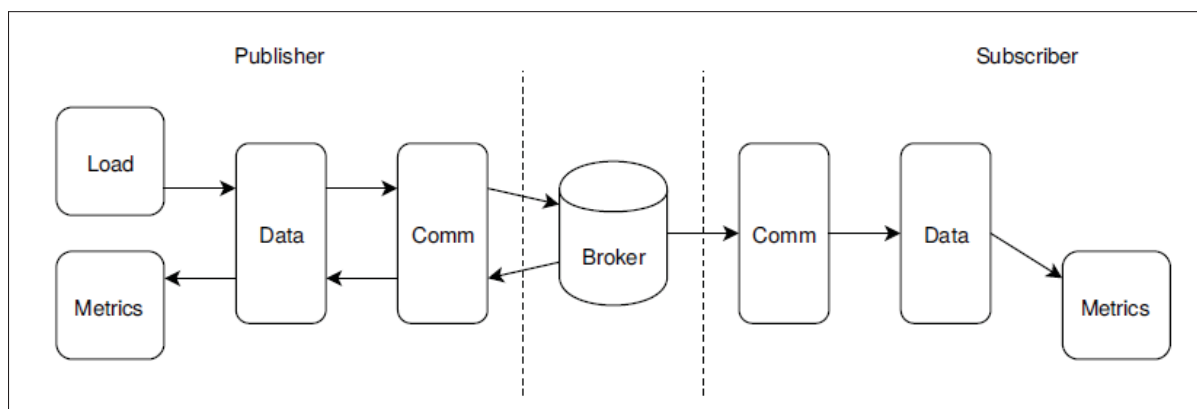 Publisher
Subscriber
Load
Data
Comm
Metrics
Broker
Comm
Data
Metrics